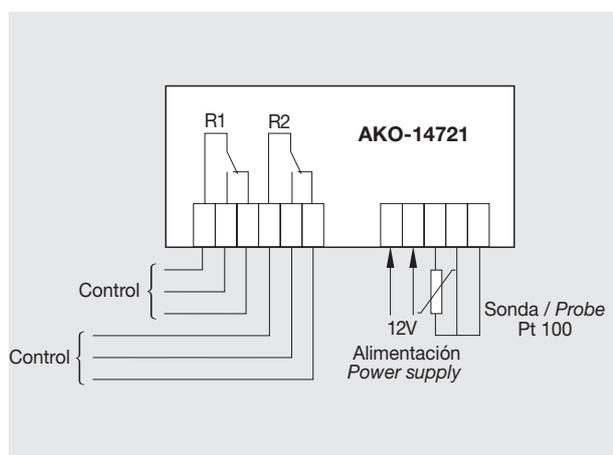 R1
R2
AKO-14721
Control
Control
12V
Alimentación
Power supply
Sonda / Probe
Pt 100